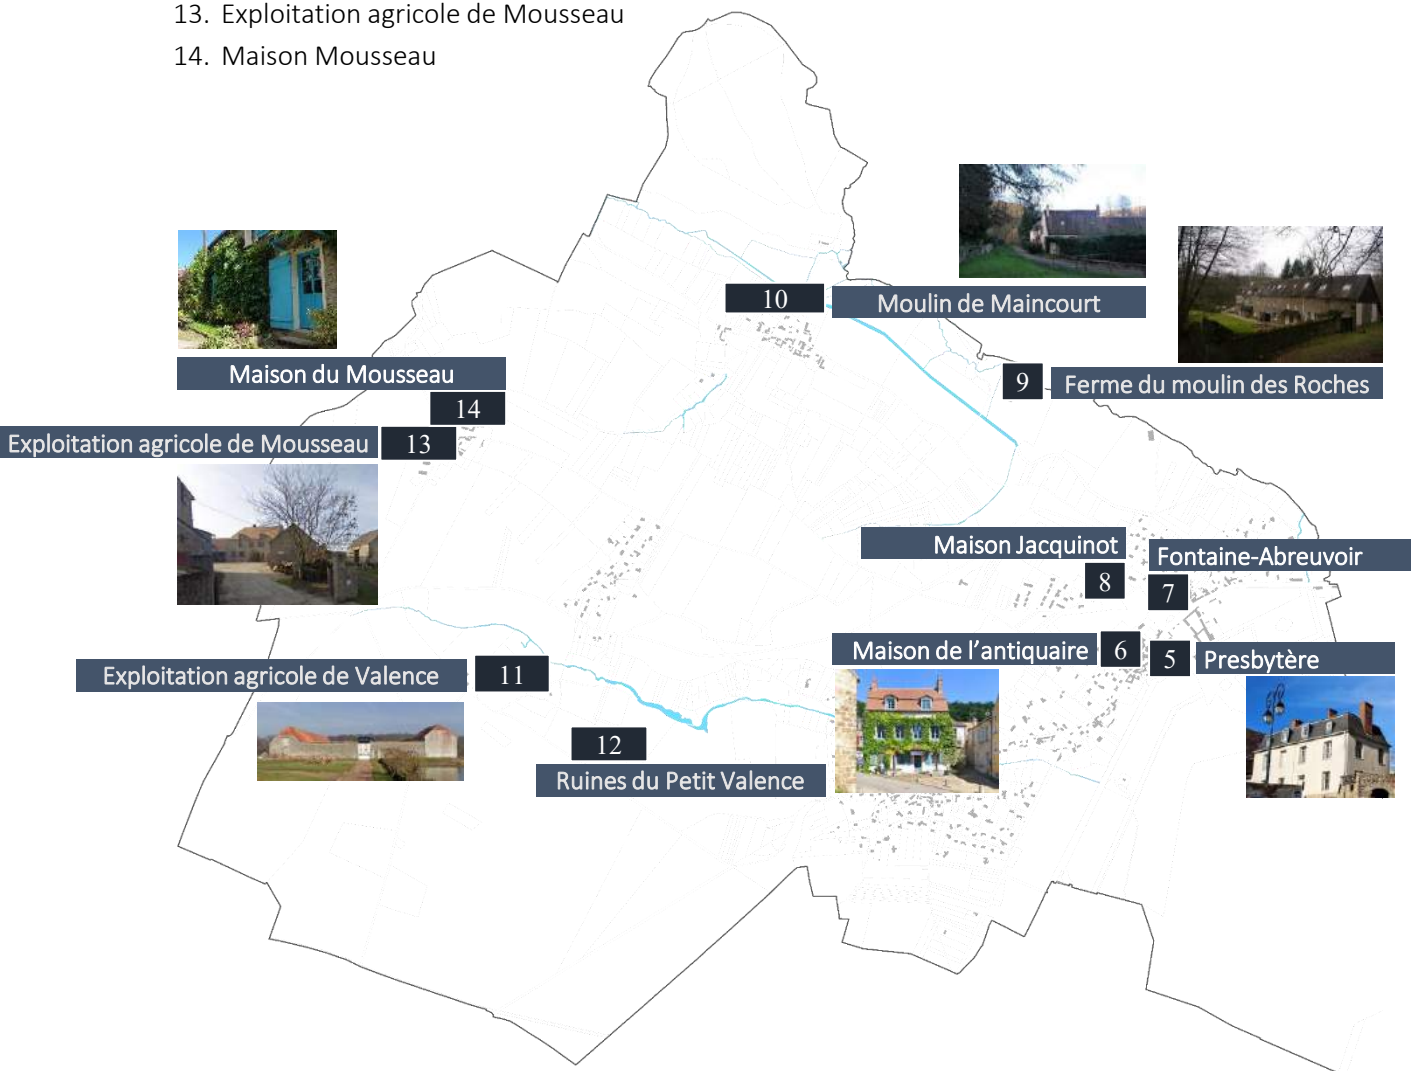 13. Exploitation agricole de Mousseau
14. Maison Mousseau
10
Moulin de Maincourt
Maison du Mousseau
9
Ferme du moulin des Roches
14
Exploitation agricole de Mousseau
13
Maison Jacquinot
Fontaine-Abreuvoir
8
7
Maison de l'antiquaire
6
5
Presbytère
Exploitation agricole de Valence
11
12
Ruines du Petit Valence